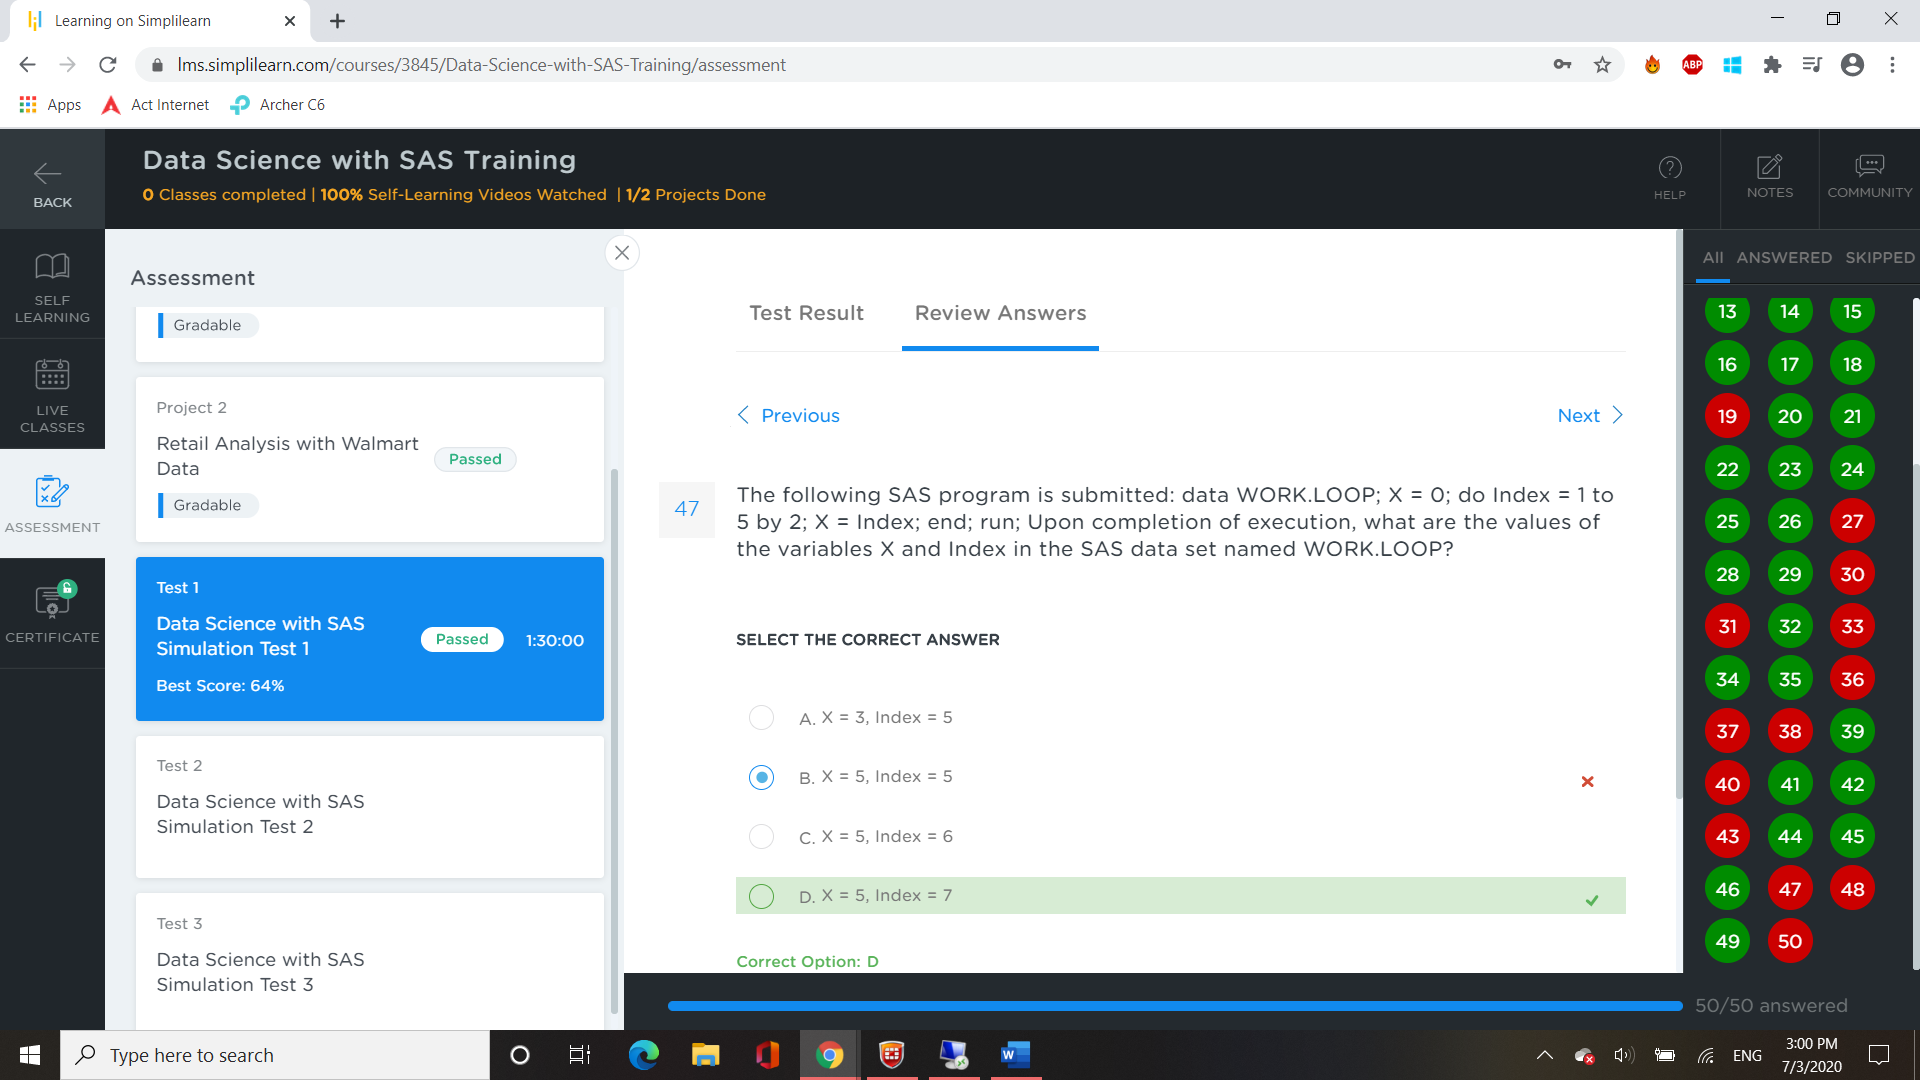 Learning on Simplilearn
lms.simplilearn.com/courses/3845/Data-Science-with-SAS-Training/assessment
ABP
Apps
Act Internet
Archer C6
BACK
Data Science with SAS Training
0 Classes completed | 100% Self-Learning Videos Watched | 1/2 Projects Done
HELP
NOTES
COMMUNITY
SELF
LEARNING
LIVE
CLASSES
ASSESSMENT
CERTIFICATE
Assessment
Gradable
Project 2
Retail Analysis with Walmart
Data
Passed
Gradable
Test 1
Data Science with SAS
Simulation Test 1
Passed
1:30:00
Best Score: 64%
Test 2
Data Science with SAS
Simulation Test 2
Test 3
Data Science with SAS
Simulation Test 3
Test Result
Review Answers
Previous
Next
47
The following SAS program is submitted: data WORK.LOOP; X = 0; do Index = 1 to
5 by 2; X = Index; end; run; Upon completion of execution, what are the values of
the variables X and Index in the SAS data set named WORK.LOOP?
SELECT THE CORRECT ANSWER
A. X = 3, Index = 5
B. X = 5, Index = 5
C. X = 5, Index = 6
D. X = 5, Index = 7
Correct Option: D
All ANSWERED SKIPPED
13 14 15
16 17 18
19 20 21
22 23 24
25 26 27
28 29 30
31 32 33
34 35 36
37 38 39
40 41 42
43 44 45
46 47 48
49 50
50/50 answered
Type here to search
ENG
3:00 PM
7/3/2020